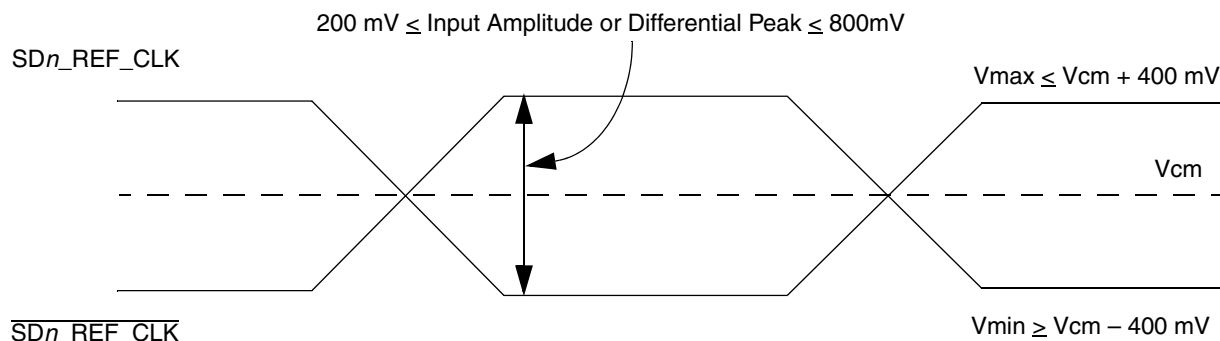 200 mV ≤ Input Amplitude or Differential Peak ≤ 800mV
SDn_REF_CLK
Vmax ≤ Vcm + 400 mV
Vcm
SDn_REF_CLK
Vmin ≥ Vcm – 400 mV